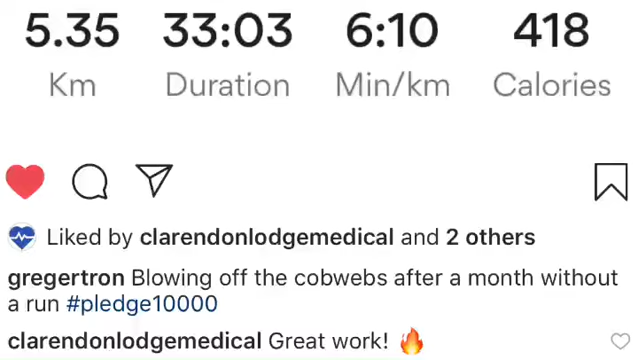 5.35 33:03 6:10 418
Km Duration Min/km Calories
Liked by clarendonlodgemedical and 2 others
gregertron Blowing off the cobwebs after a month without
a run #pledge10000
clarendonlodgemedical Great work! 🔥